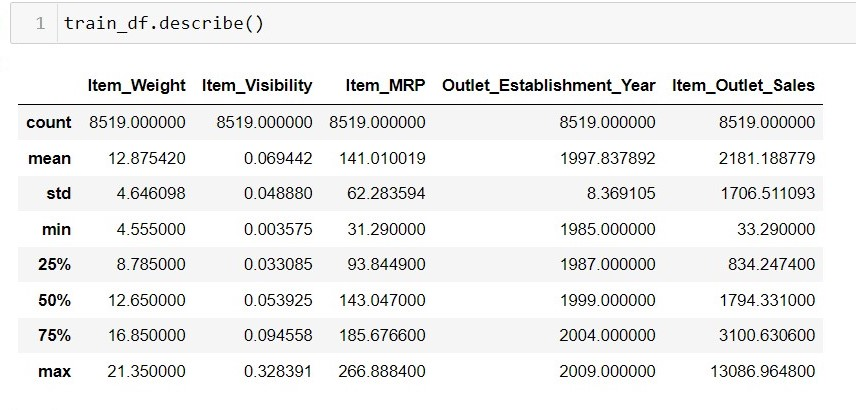 1 train_df.describe()
Item_Weight Item_Visibility Item_MRP Outlet_Establishment_Year Item_Outlet_Sales
count 8519.000000 8519.000000 8519.000000 8519.000000 8519.000000
mean 12.875420 0.069442 141.010019 1997.837892 2181.188779
std 4.646098 0.048880 62.283594 8.369105 1706.511093
min 4.555000 0.003575 31.290000 1985.000000 33.290000
25% 8.785000 0.033085 93.844900 1987.000000 834.247400
50% 12.650000 0.053925 143.047000 1999.000000 1794.331000
75% 16.850000 0.094558 185.676600 2004.000000 3100.630600
max 21.350000 0.328391 266.888400 2009.000000 13086.964800